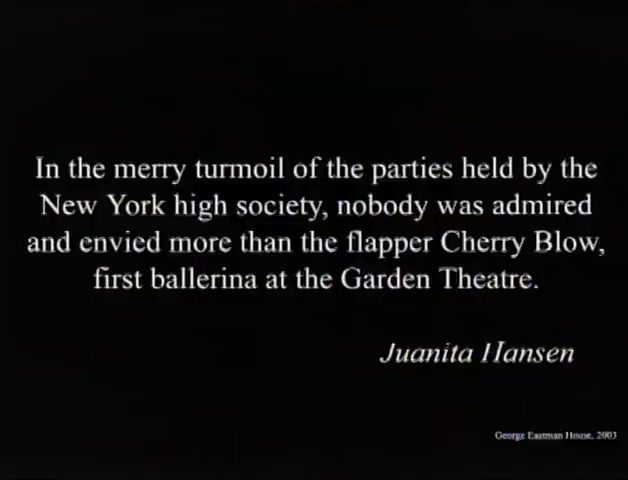 In the merry turmoil of the parties held by the
New York high society, nobody was admired
and envied more than the flapper Cherry Blow,
first ballerina at the Garden Theatre.
Juanita Hansen
George Eastman House, 2003